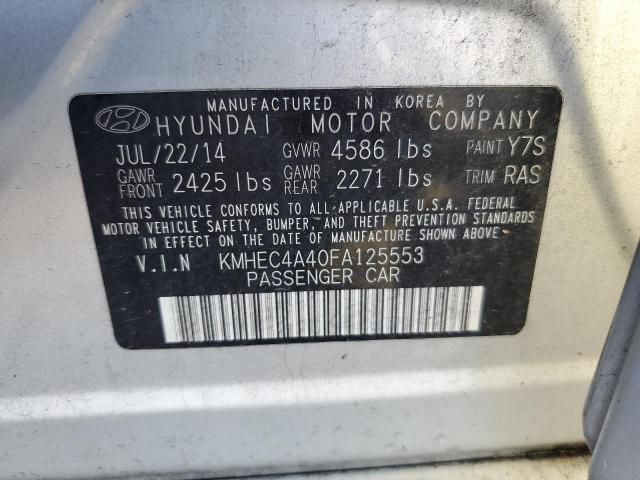 MANUFACTURED IN KOREA BY
HYUNDAI MOTOR COMPANY
JUL/22/14 GVWR 4586 lbs PAINT Y7S
GAWR FRONT 2425 lbs GAWR REAR 2271 lbs TRIM RAS
THIS VEHICLE CONFORMS TO ALL APPLICABLE U.S.A. FEDERAL
MOTOR VEHICLE SAFETY, BUMPER, AND THEFT PREVENTION STANDARDS
IN EFFECT ON THE DATE OF MANUFACTURE SHOWN ABOVE.
V.I.N KMHEC4A40FA125553
PASSENGER CAR